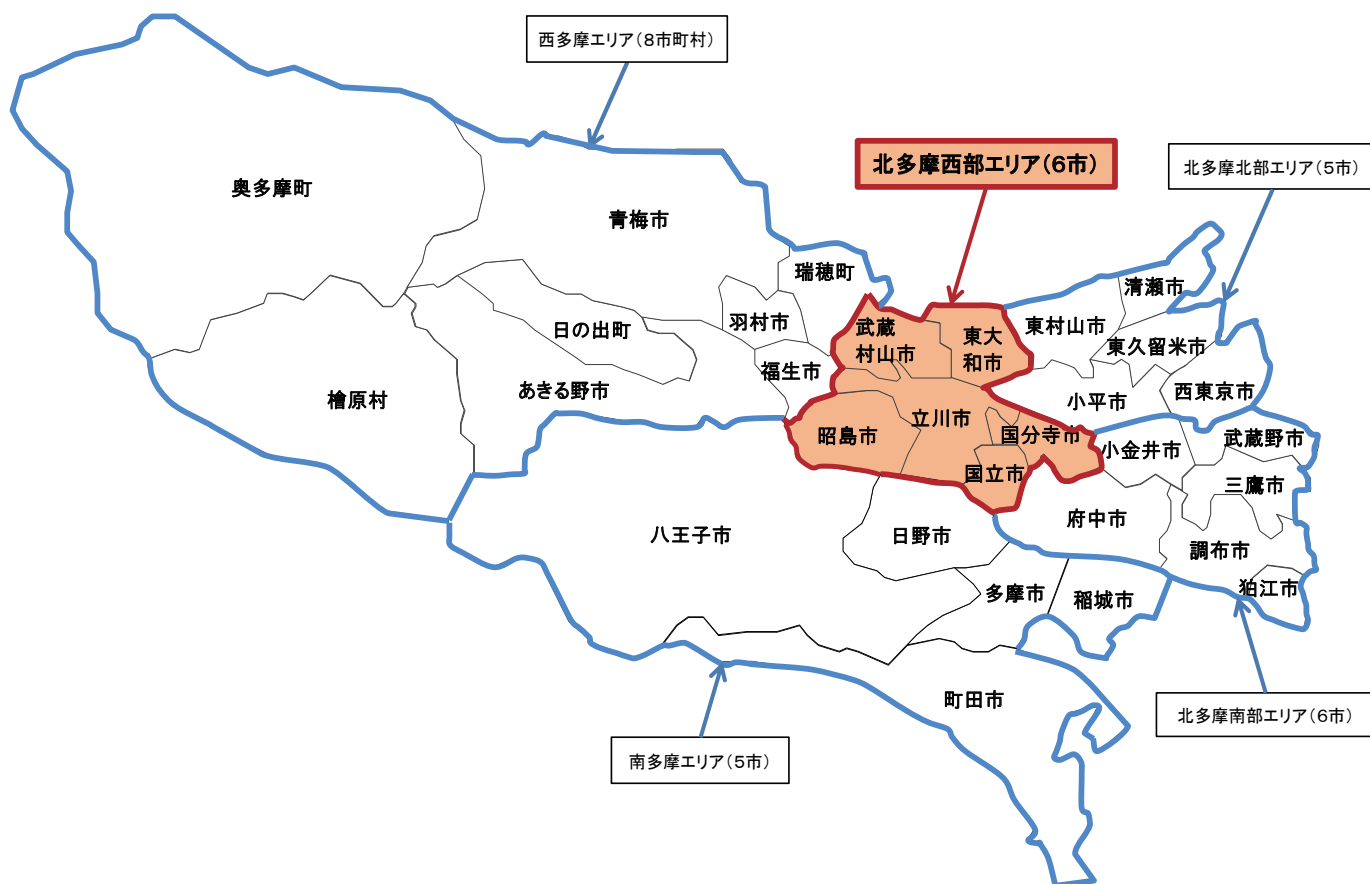 西多摩エリア(8市町村)
北多摩西部エリア(6市)
北多摩北部エリア(5市)
奥多摩町
青梅市
瑞穂町
清瀬市
羽村市
日の出町
武蔵
村山市
東大
和市
東村山市
東久留米市
福生市
あきる野市
檜原村
小平市
西東京市
昭島市
立川市
国分寺市
小金井市
武蔵野市
国立市
三鷹市
八王子市
日野市
府中市
調布市
多摩市
稲城市
狛江市
町田市
北多摩南部エリア(6市)
南多摩エリア(5市)